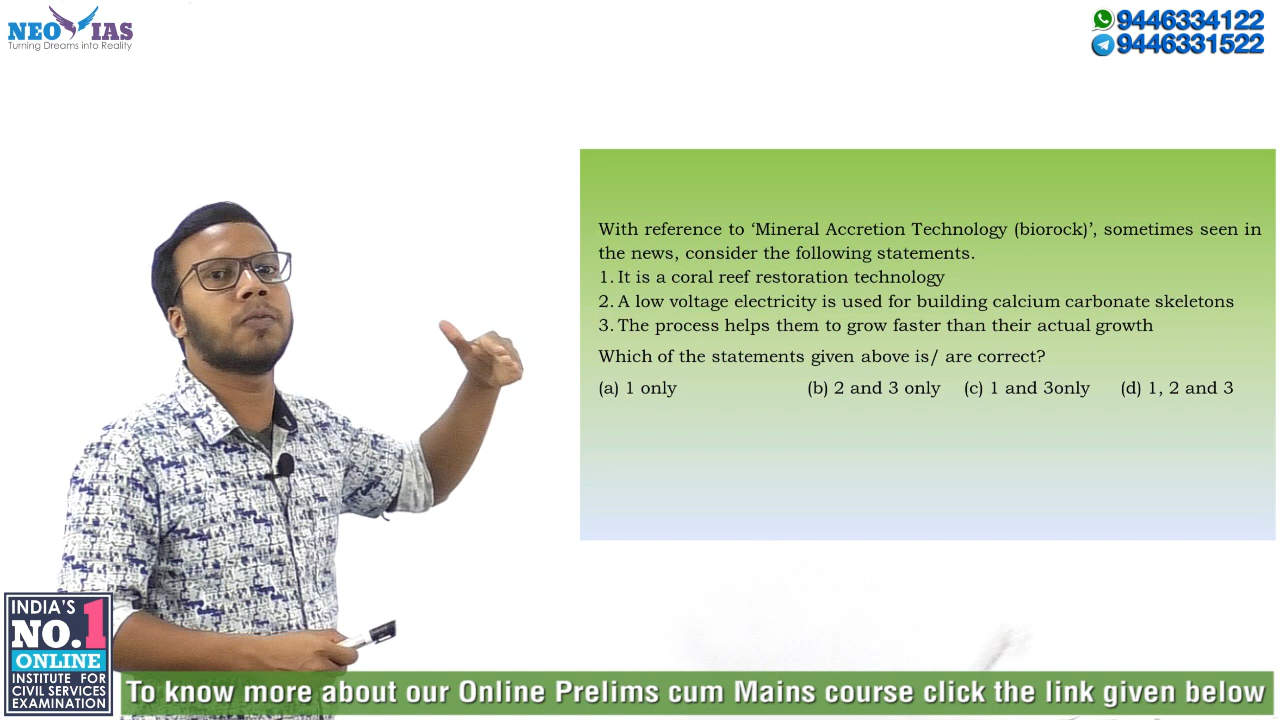 NEO IAS
Turning Dreams into Reality
9446334122
9446331522
With reference to ‘Mineral Accretion Technology (biorock)’, sometimes seen in
the news, consider the following statements.
1. It is a coral reef restoration technology
2. A low voltage electricity is used for building calcium carbonate skeletons
3. The process helps them to grow faster than their actual growth
Which of the statements given above is/ are correct?
(a) 1 only (b) 2 and 3 only (c) 1 and 3only (d) 1, 2 and 3
INDIA'S
NO.1
ONLINE
INSTITUTE FOR
CIVIL SERVICES
EXAMINATION
To know more about our Online Prelims cum Mains course click the link given below